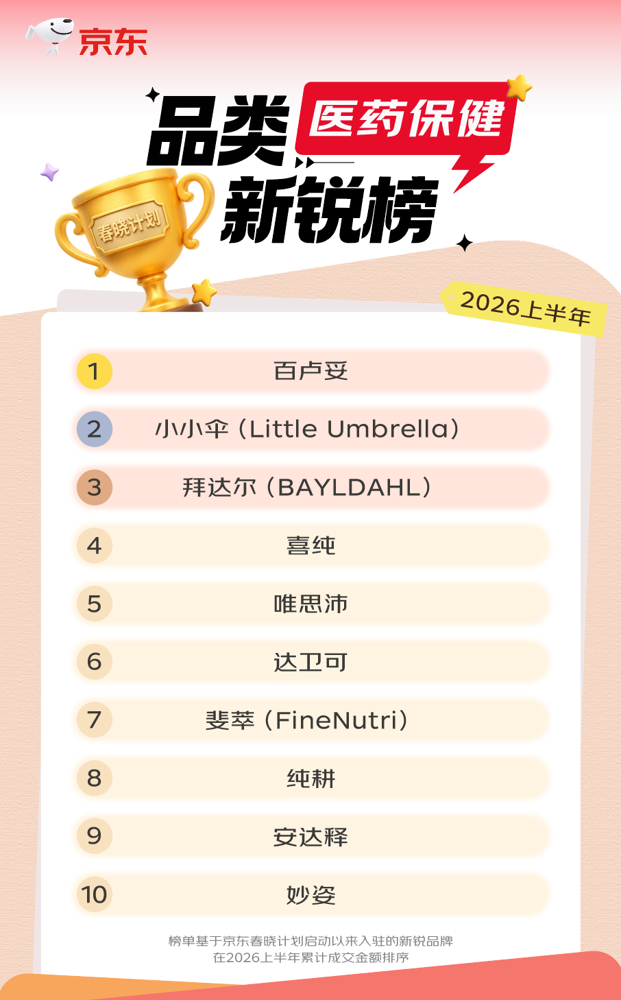 京东
品类 医药保健
新锐榜
春晓计划
2026上半年
1 百卢妥
2 小小伞（Little Umbrella）
3 拜达尔（BAYLDAHL）
4 喜纯
5 唯思沛
6 达卫可
7 斐萃（FineNutri）
8 纯耕
9 安达释
10 妙姿
榜单基于京东春晓计划启动以来入驻的新锐品牌
在2026上半年累计成交金额排序